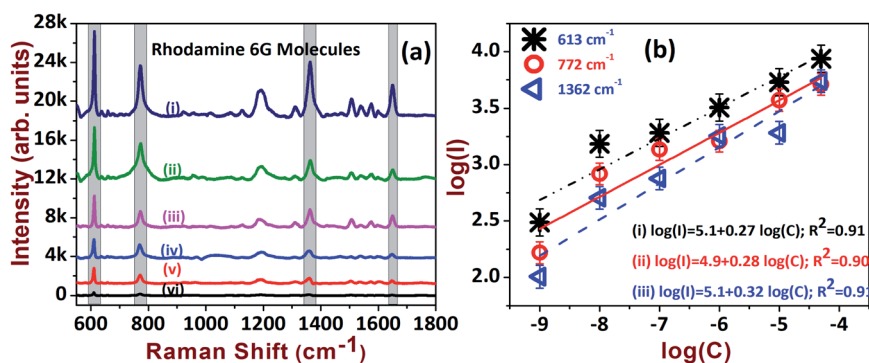 Rhodamine 6G Molecules
(a)
Intensity (arb. units)
28k
24k
20k
16k
12k
8k
4k
0
(i)
(ii)
(iii)
(iv)
(v)
(vi)
600 800 1000 1200 1400 1600 1800
Raman Shift (cm⁻¹)
(b)
613 cm⁻¹
772 cm⁻¹
1362 cm⁻¹
log(I)
4.0
3.5
3.0
2.5
2.0
(i) log(I)=5.1+0.27 log(C); R²=0.91
(ii) log(I)=4.9+0.28 log(C); R²=0.90
(iii) log(I)=5.1+0.32 log(C); R²=0.91
-9 -8 -7 -6 -5 -4
log(C)